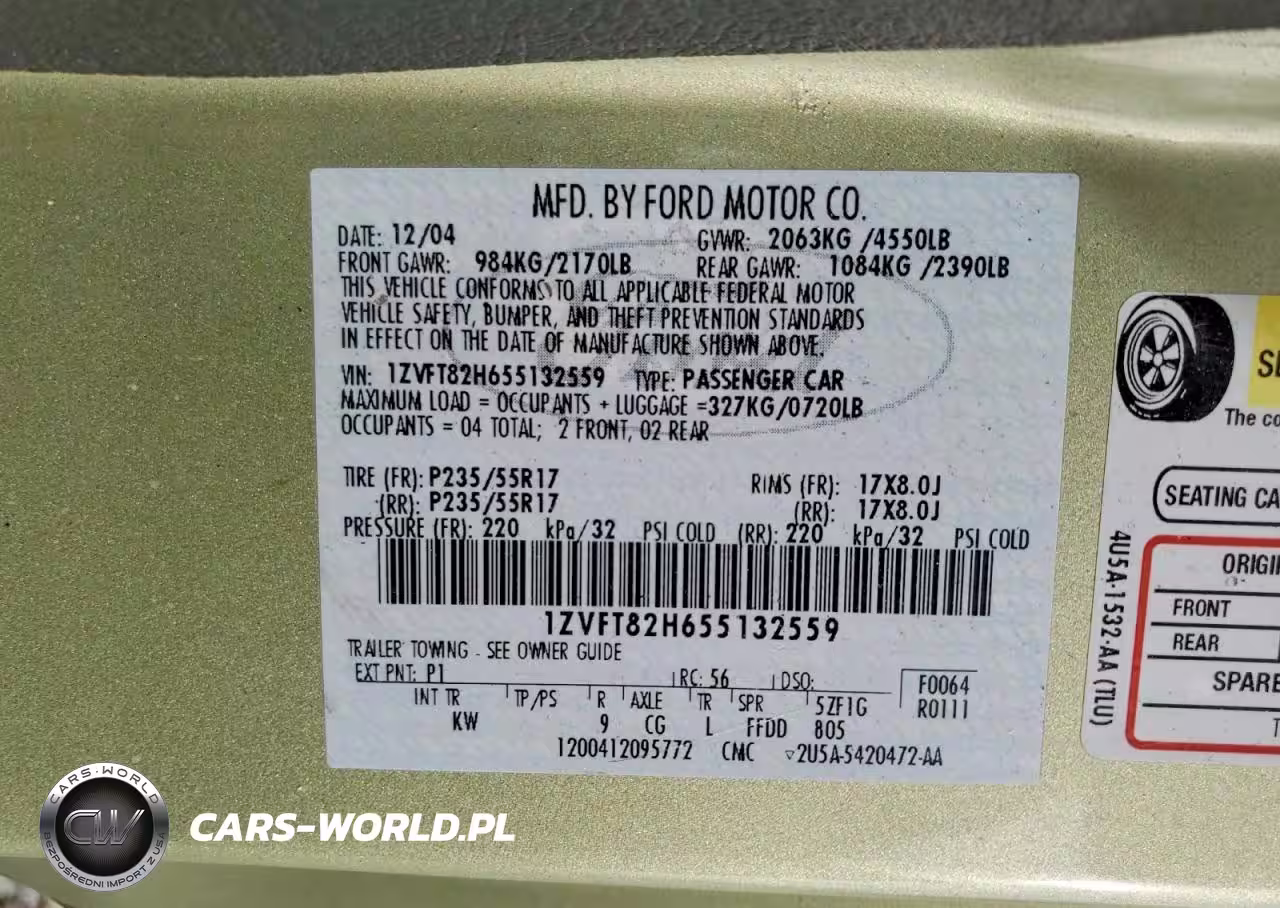 MFD. BY FORD MOTOR CO.
DATE: 12/04 GVWR: 2063KG /4550LB
FRONT GAWR: 984KG/2170LB REAR GAWR: 1084KG /2390LB
THIS VEHICLE CONFORMS TO ALL APPLICABLE FEDERAL MOTOR
VEHICLE SAFETY, BUMPER, AND THEFT PREVENTION STANDARDS
IN EFFECT ON THE DATE OF MANUFACTURE SHOWN ABOVE.
VIN: 1ZVFT82H655132559 TYPE: PASSENGER CAR
MAXIMUM LOAD = OCCUPANTS + LUGGAGE =327KG/0720LB
OCCUPANTS = 04 TOTAL; 2 FRONT, 02 REAR
TIRE (FR): P235/55R17 RIMS (FR): 17X8.0J
(RR): P235/55R17 (RR): 17X8.0J
PRESSURE (FR): 220 kPa/32 PSI COLD (RR): 220 kPa/32 PSI COLD
1ZVFT82H655132559
TRAILER TOWING - SEE OWNER GUIDE
EXT PNT: P1 RC: 56 DSO: F0064
INT TR TP/PS R AXLE TR SPR 5ZF1G R0111
KW 9 CG L FFDD 805
1200412095772 CMC ▽2U5A-5420472-AA
The co
SEATING CA
ORIGI
FRONT
REAR
SPARE
4U5A-1532-AA (TLU)
CARS-WORLD
CW
BEZPOŚREDNI IMPORT Z USA
CARS-WORLD.PL